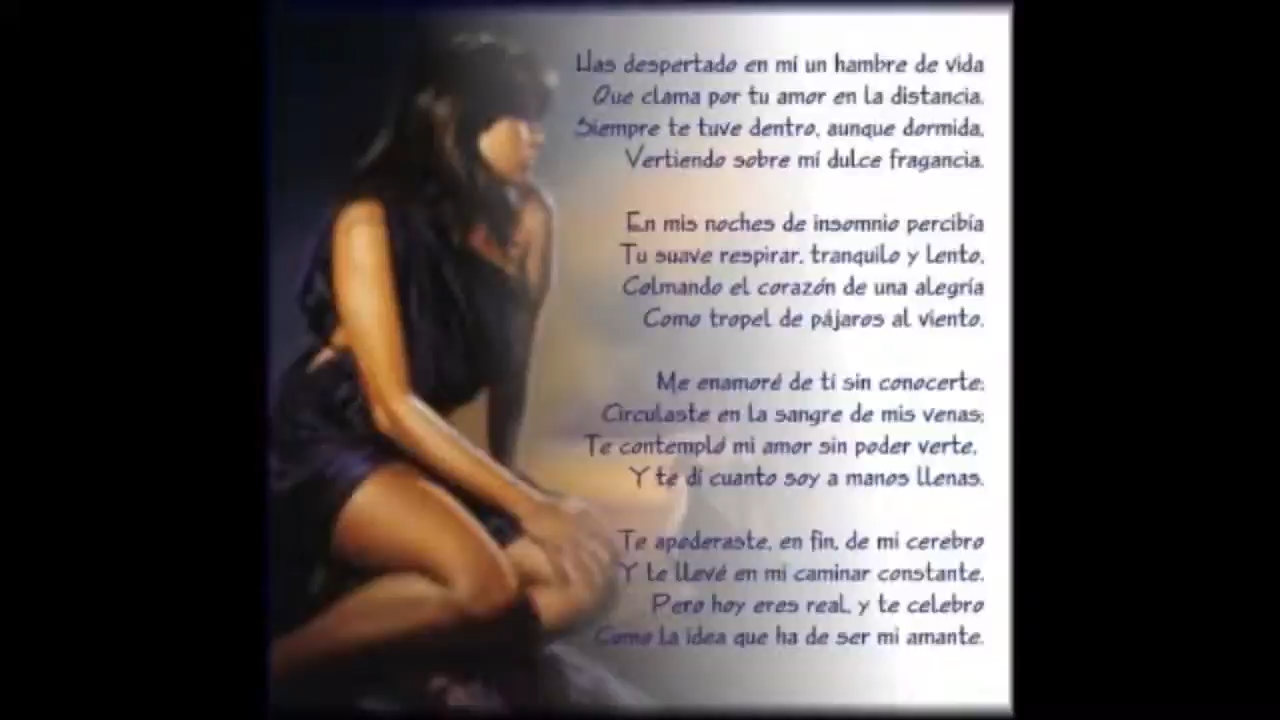 Has despertado en mí un hambre de vida
Que clama por tu amor en la distancia.
Siempre te tuve dentro, aunque dormida,
Vertiendo sobre mí dulce fragancia.
En mis noches de insomnio percibía
Tu suave respirar, tranquilo y lento,
Colmando el corazón de una alegría
Como tropel de pájaros al viento.
Me enamoré de ti sin conocerte;
Circulaste en la sangre de mis venas;
Te contempló mi amor sin poder verte,
Y te di cuanto soy a manos llenas.
Te apoderaste, en fin, de mi cerebro
Y Le llevé en mi caminar constante,
Pero hoy eres real, y te celebro
Como la idea que ha de ser mi amante.